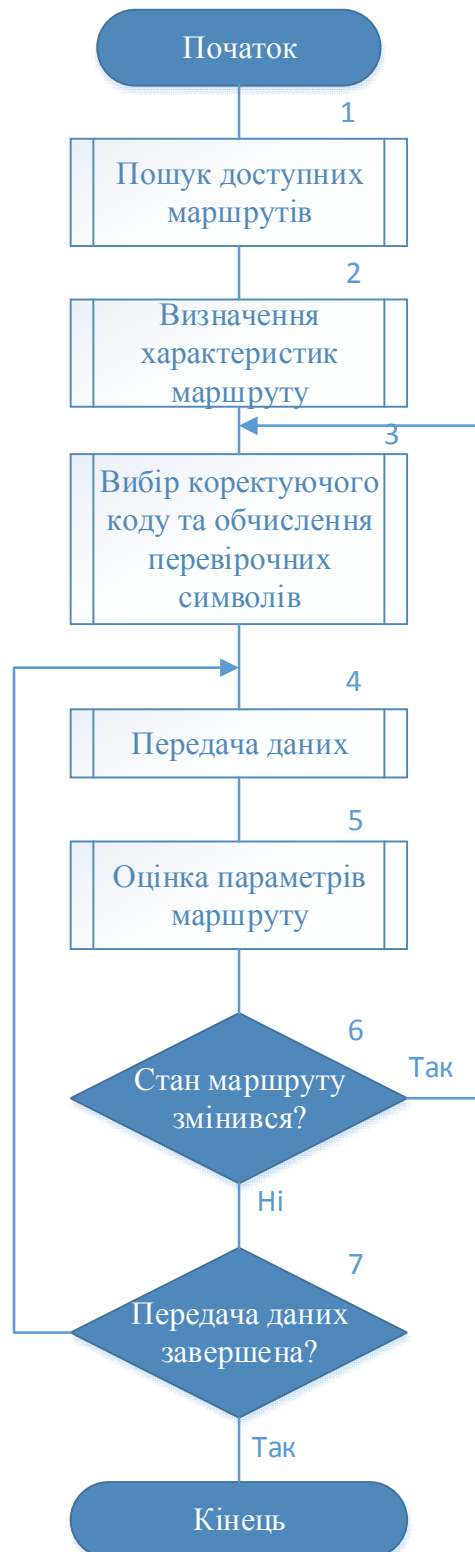 Початок
1
Пошук доступних
маршрутів
2
Визначення
характеристик
маршруту
3
Вибір коректуючого
коду та обчислення
перевірочних
символів
4
Передача даних
5
Оцінка параметрів
маршруту
6
Стан маршруту
змінився?
Так
Ні
7
Передача даних
завершена?
Так
Кінець